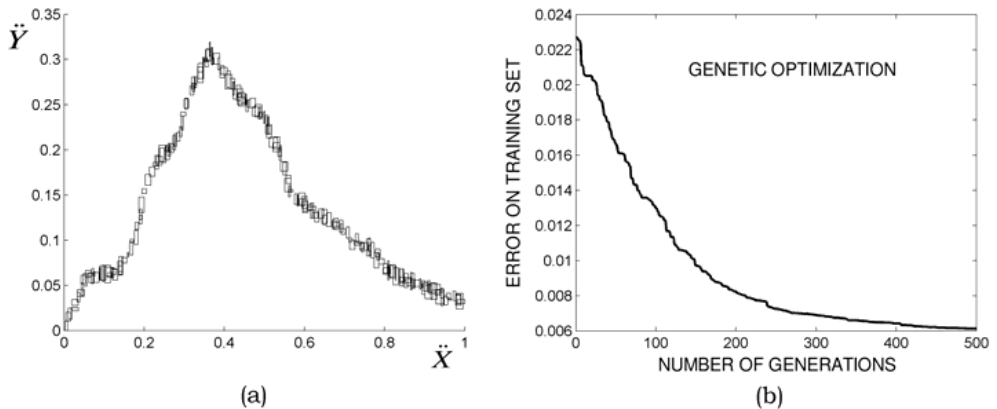 Ÿ
0.35
0.3
0.25
0.2
0.15
0.1
0.05
0
0 0.2 0.4 0.6 0.8 1
Ẍ
(a)
ERROR ON TRAINING SET
0.024
0.022
0.02
0.018
0.016
0.014
0.012
0.01
0.008
0.006
GENETIC OPTIMIZATION
0 100 200 300 400 500
NUMBER OF GENERATIONS
(b)